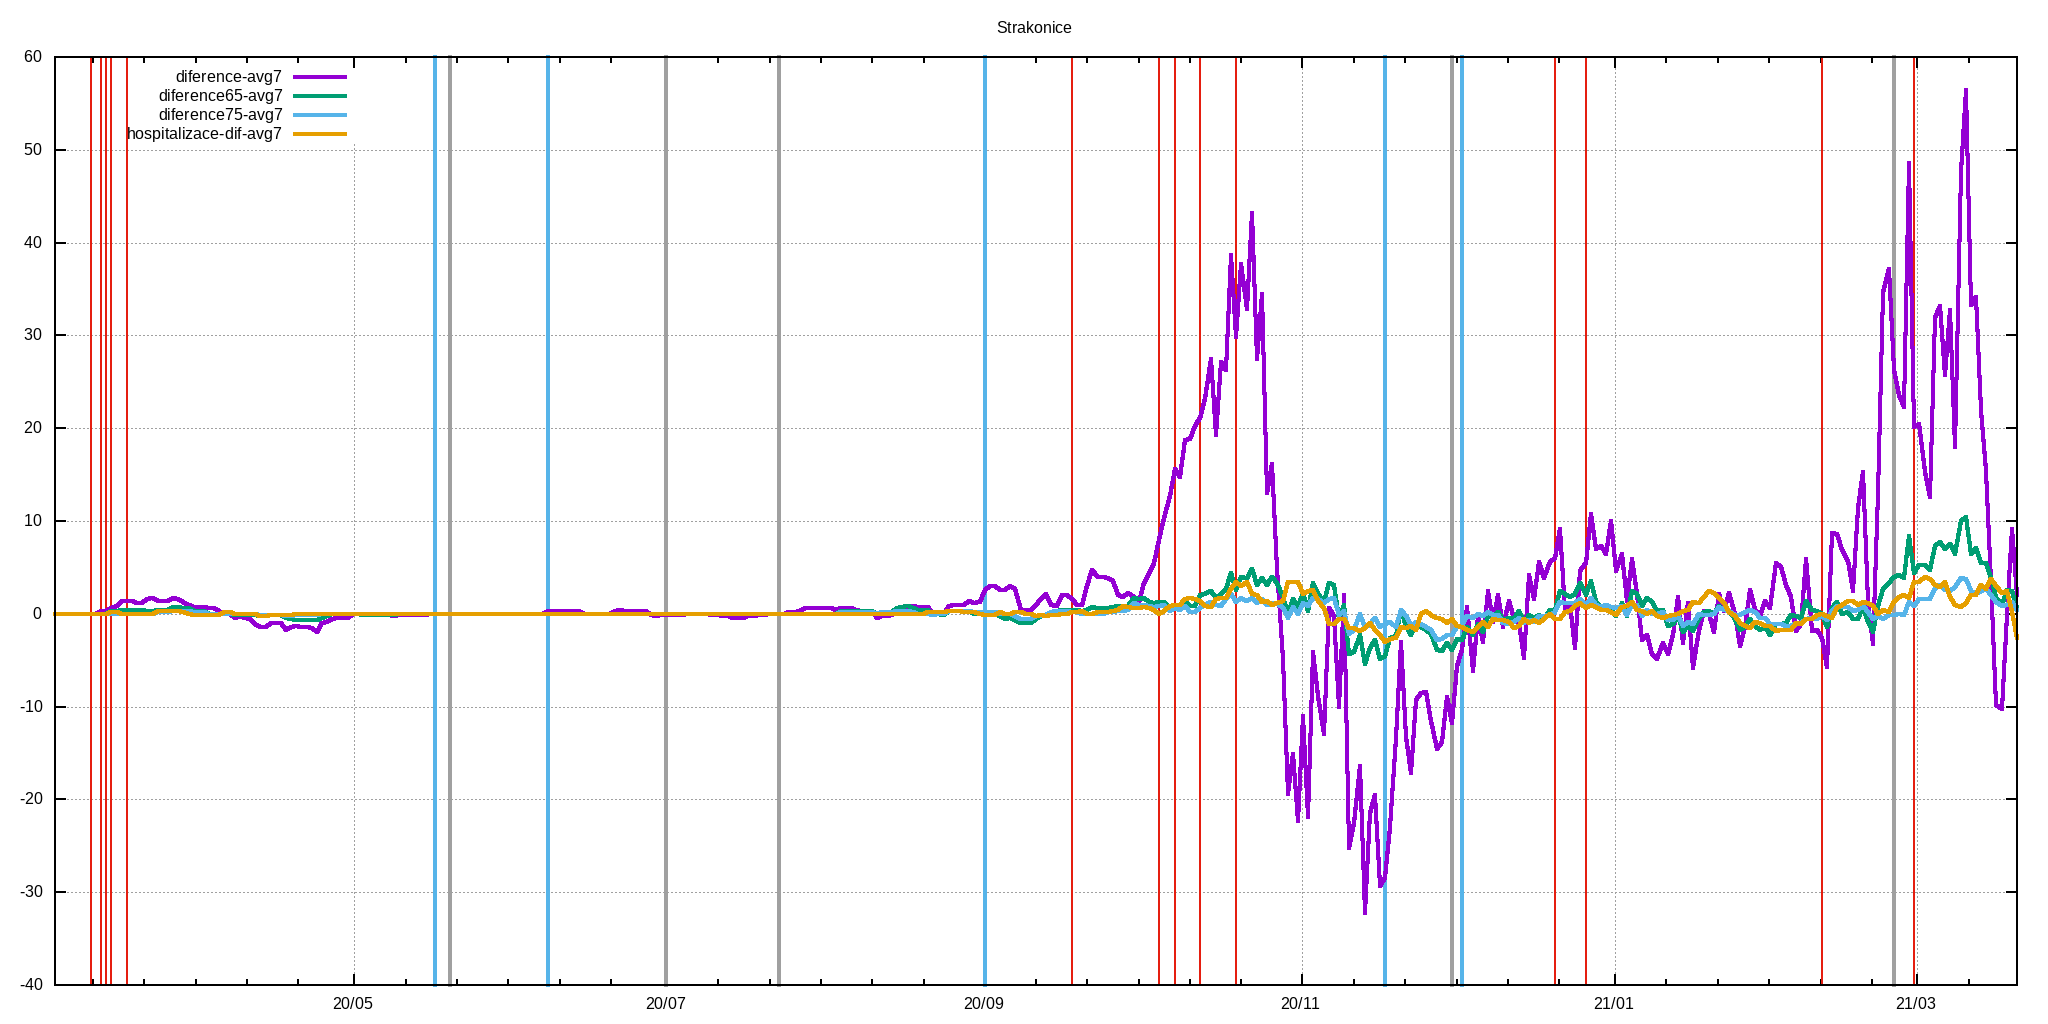 Strakonice
diference-avg7
diference65-avg7
diference75-avg7
hospitalizace-dif-avg7
60
50
40
30
20
10
0
-10
-20
-30
-40
20/05 20/07 20/09 20/11 21/01 21/03